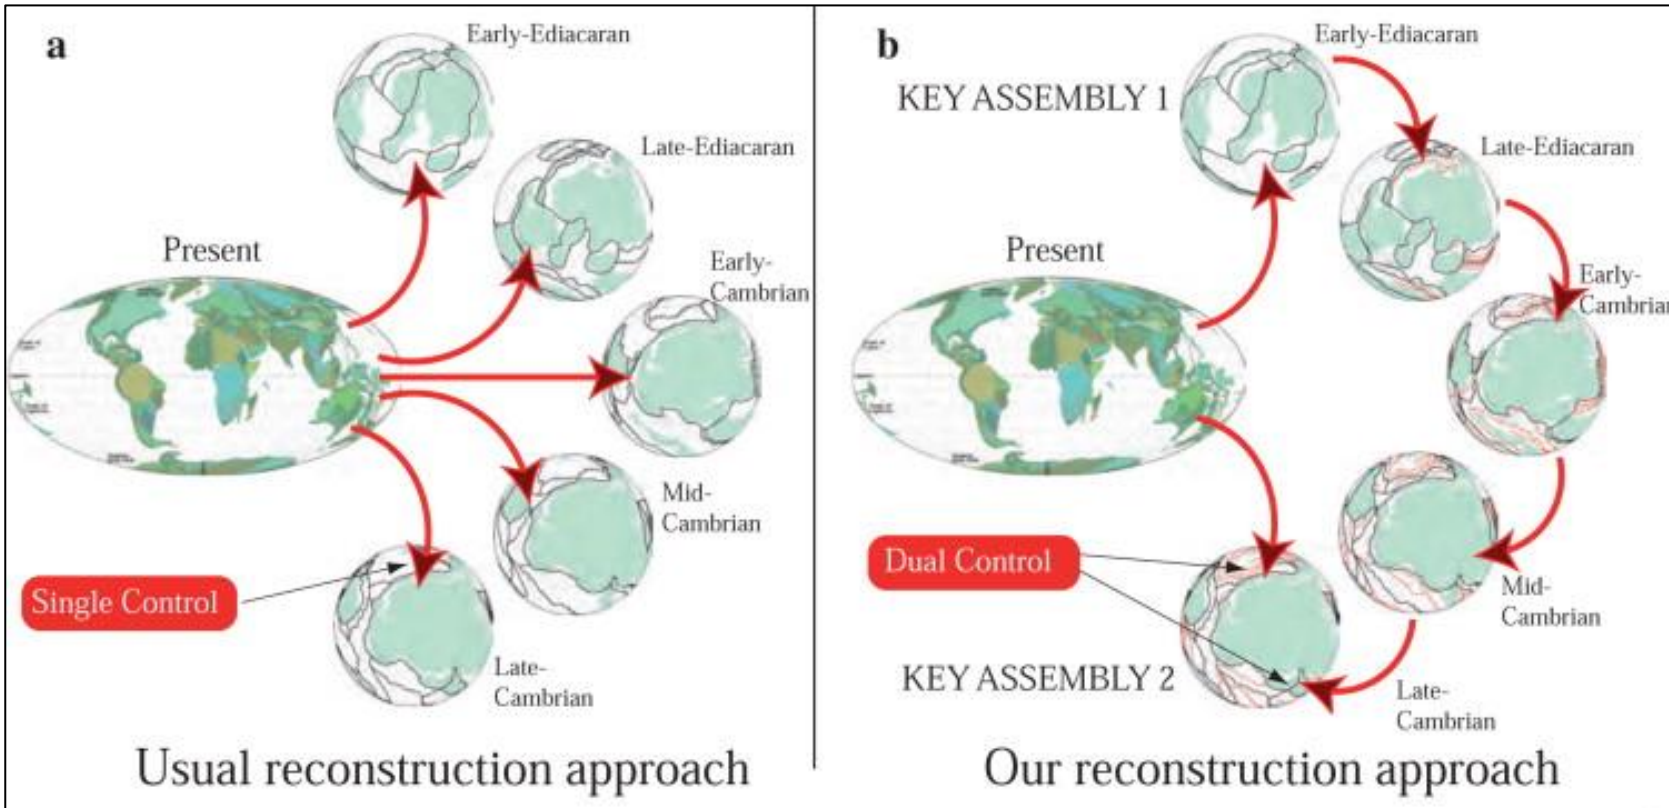 a
Early-Ediacaran
Late-Ediacaran
Present
Early-
Cambrian
Mid-
Cambrian
Single Control
Late-
Cambrian
Usual reconstruction approach
b
Early-Ediacaran
KEY ASSEMBLY 1
Late-Ediacaran
Present
Early-
Cambrian
Dual Control
Mid-
Cambrian
KEY ASSEMBLY 2
Late-
Cambrian
Our reconstruction approach